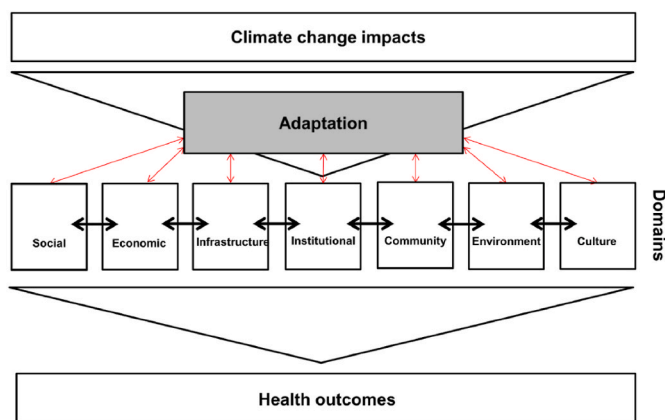 Climate change impacts
Adaptation
Social
Economic
Infrastructure
Institutional
Community
Environment
Culture
Domains
Health outcomes